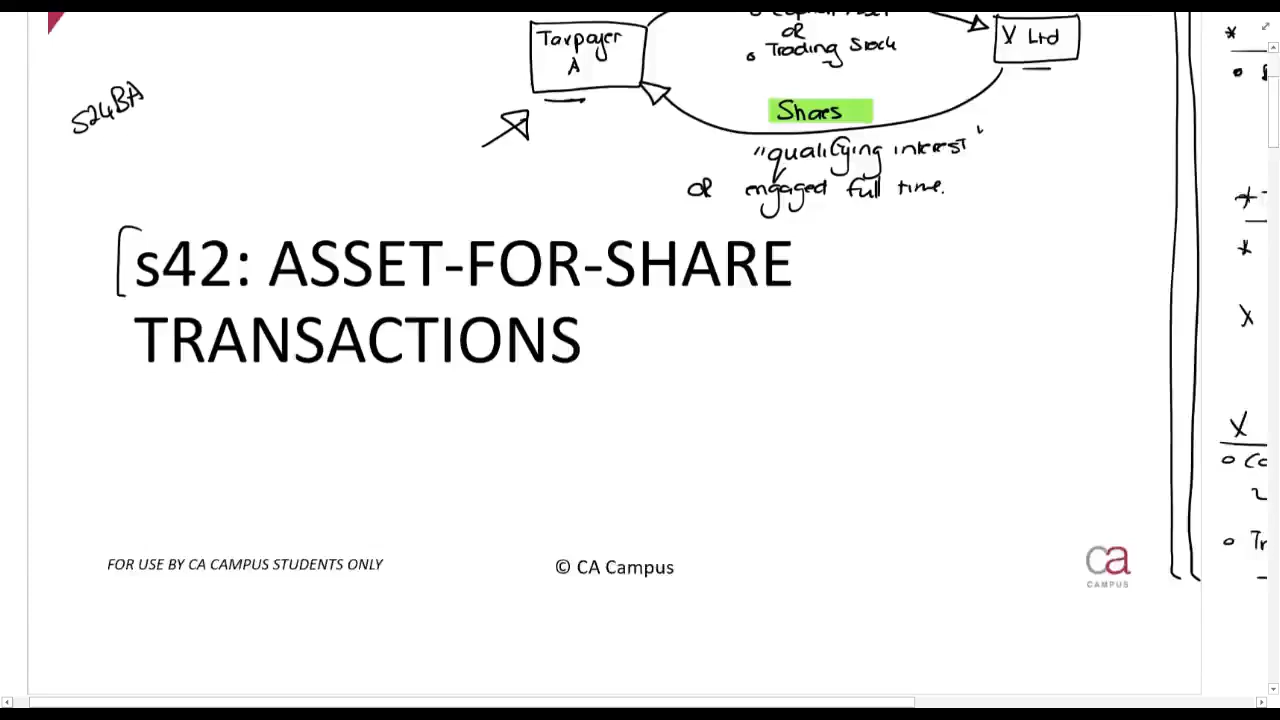 Taxpayer
A
or
Trading Stock
Y Ltd
S24BA
Shares
"qualifying interest"
or engaged full time.
s42: ASSET-FOR-SHARE
TRANSACTIONS
X
FOR USE BY CA CAMPUS STUDENTS ONLY
© CA Campus
ca
CAMPUS